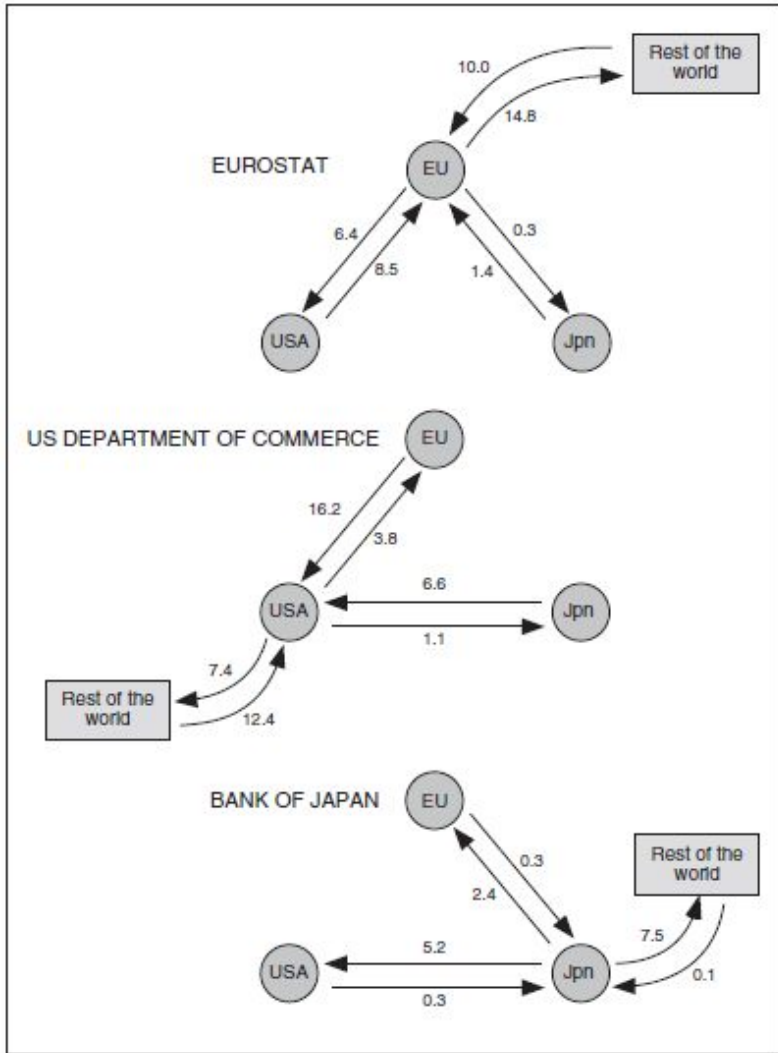 Rest of the
world
10.0
14.8
EUROSTAT
EU
6.4
8.5
0.3
1.4
USA
Jpn
US DEPARTMENT OF COMMERCE
EU
16.2
3.8
6.6
USA
Jpn
1.1
7.4
Rest of the
world
12.4
BANK OF JAPAN
EU
0.3
2.4
Rest of the
world
5.2
7.5
USA
Jpn
0.3
0.1